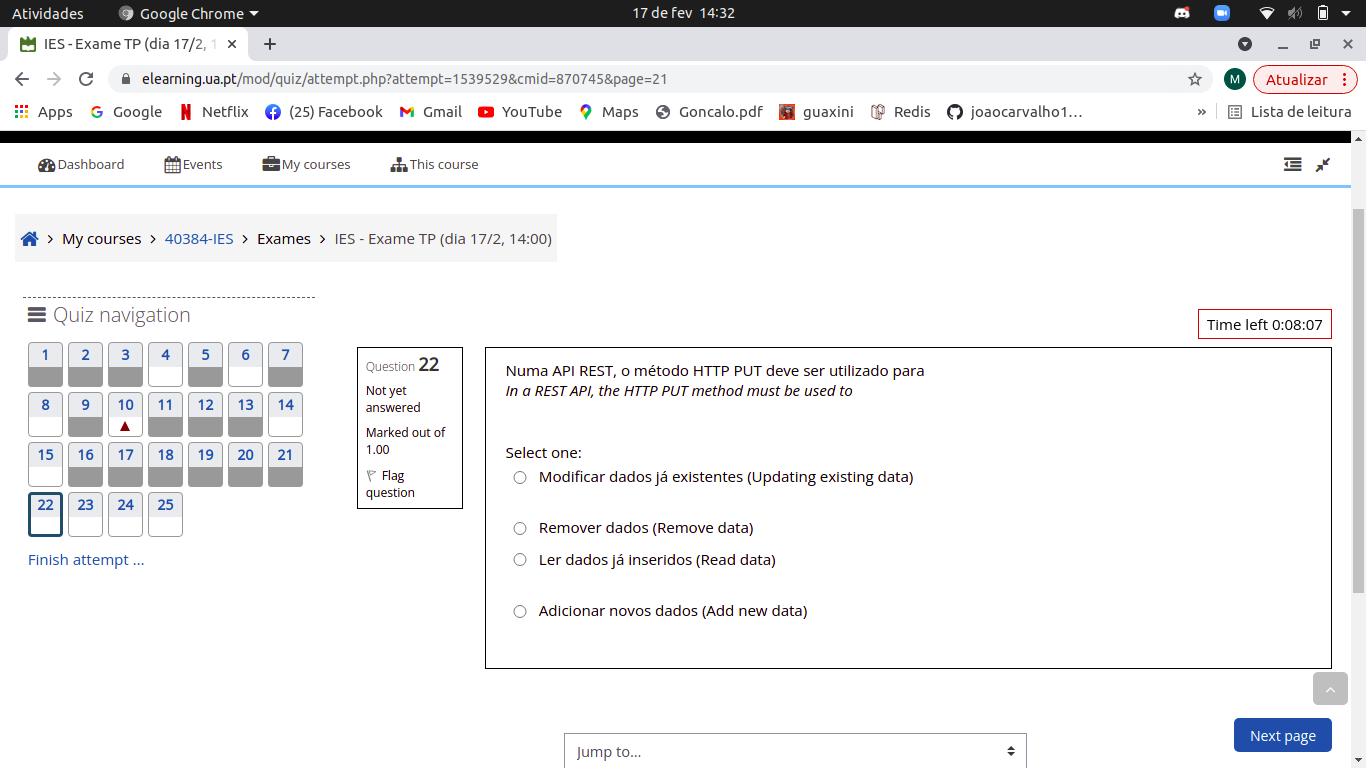 Atividades
Google Chrome
17 de fev 14:32
IES - Exame TP (dia 17/2, 1
elearning.ua.pt/mod/quiz/attempt.php?attempt=1539529&cmid=870745&page=21
M
Atualizar
Apps
Google
Netflix
(25) Facebook
Gmail
YouTube
Maps
Goncalo.pdf
guaxini
Redis
joaocarvalho1...
»
Lista de leitura
Dashboard
Events
My courses
This course
My courses > 40384-IES > Exames > IES - Exame TP (dia 17/2, 14:00)
Quiz navigation
1 2 3 4 5 6 7
8 9 10 11 12 13 14
15 16 17 18 19 20 21
22 23 24 25
Finish attempt ...
Time left 0:08:07
Question 22
Not yet
answered
Marked out of
1.00
Flag
question
Numa API REST, o método HTTP PUT deve ser utilizado para
In a REST API, the HTTP PUT method must be used to
Select one:
Modificar dados já existentes (Updating existing data)
Remover dados (Remove data)
Ler dados já inseridos (Read data)
Adicionar novos dados (Add new data)
Next page
Jump to...